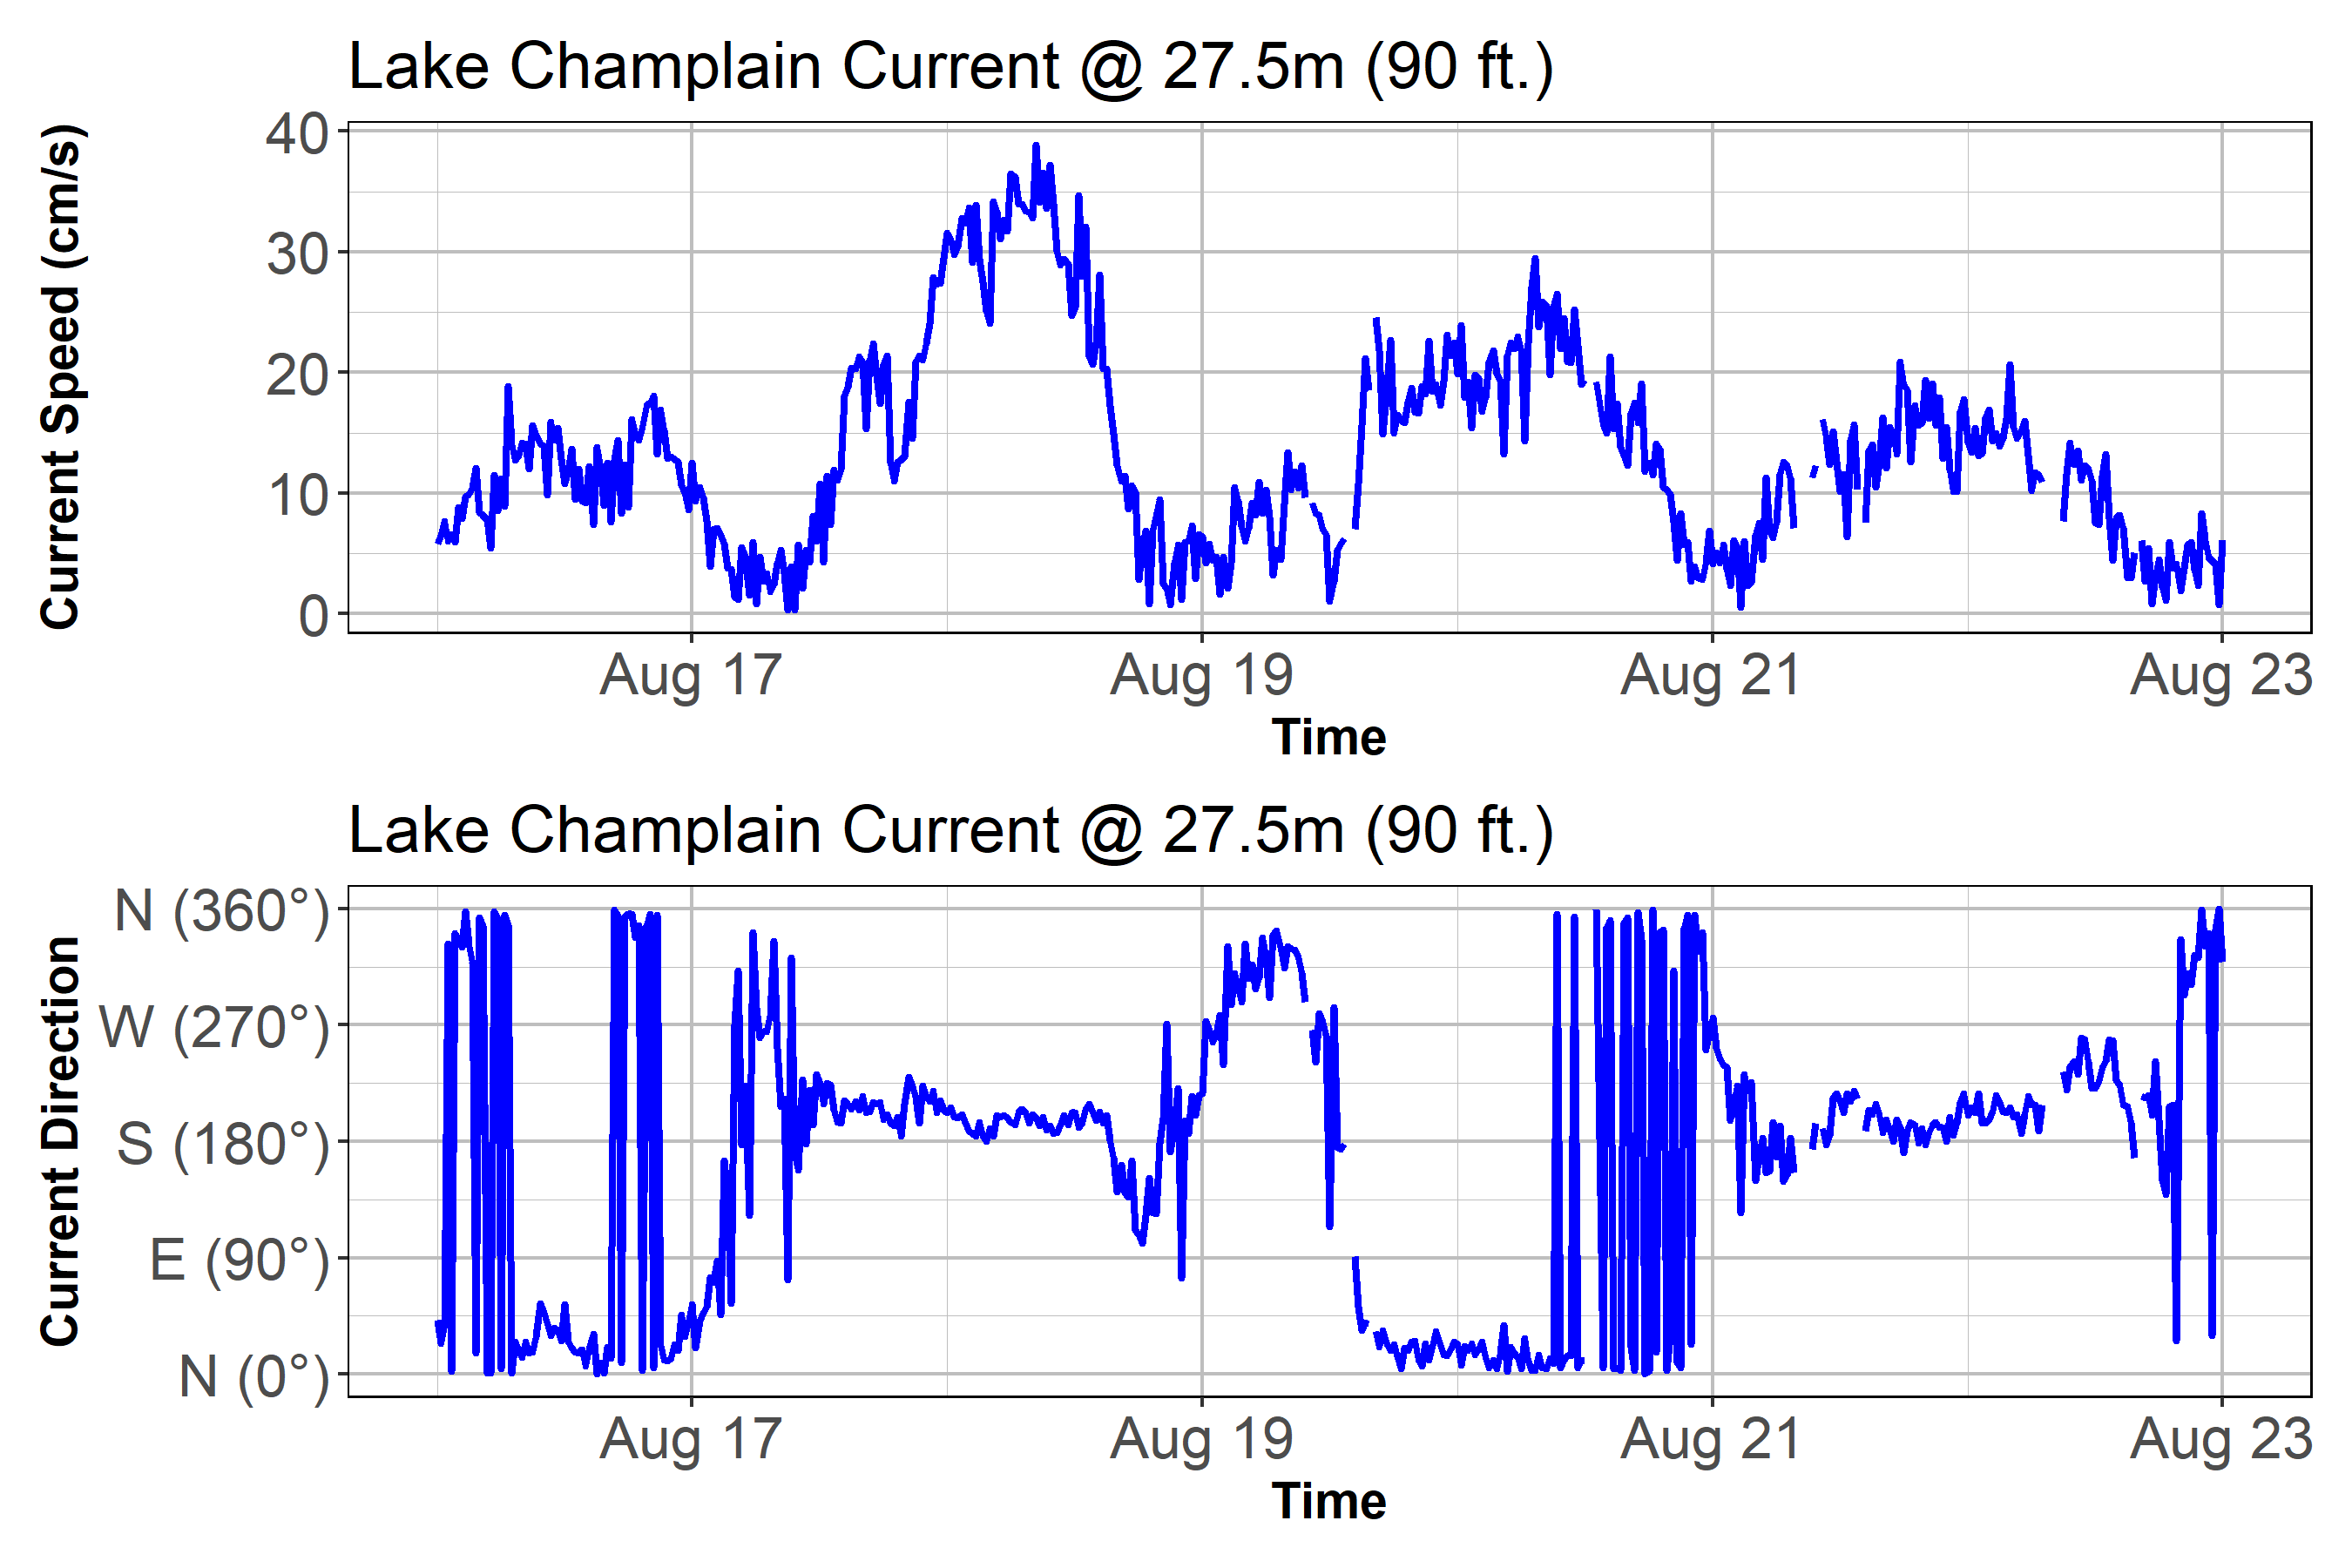 Lake Champlain Current @ 27.5m (90 ft.)
Current Speed (cm/s)
40
30
20
10
0
Aug 17 Aug 19 Aug 21 Aug 23
Time
Lake Champlain Current @ 27.5m (90 ft.)
Current Direction
N (360°)
W (270°)
S (180°)
E (90°)
N (0°)
Aug 17 Aug 19 Aug 21 Aug 23
Time